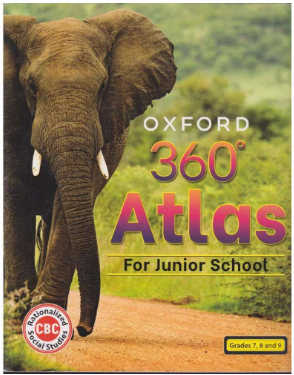 OXFORD
360°
Atlas
For Junior School
Rationalized
CBC
Social Studies
Grades 7, 8 and 9